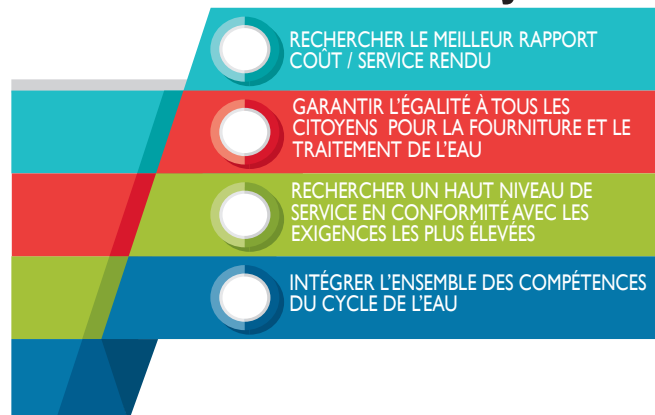 RECHERCHER LE MEILLEUR RAPPORT
COÛT / SERVICE RENDU
GARANTIR L'ÉGALITÉ À TOUS LES
CITOYENS POUR LA FOURNITURE ET LE
TRAITEMENT DE L'EAU
RECHERCHER UN HAUT NIVEAU DE
SERVICE EN CONFORMITÉ AVEC LES
EXIGENCES LES PLUS ÉLEVÉES
INTÉGRER L'ENSEMBLE DES COMPÉTENCES
DU CYCLE DE L'EAU